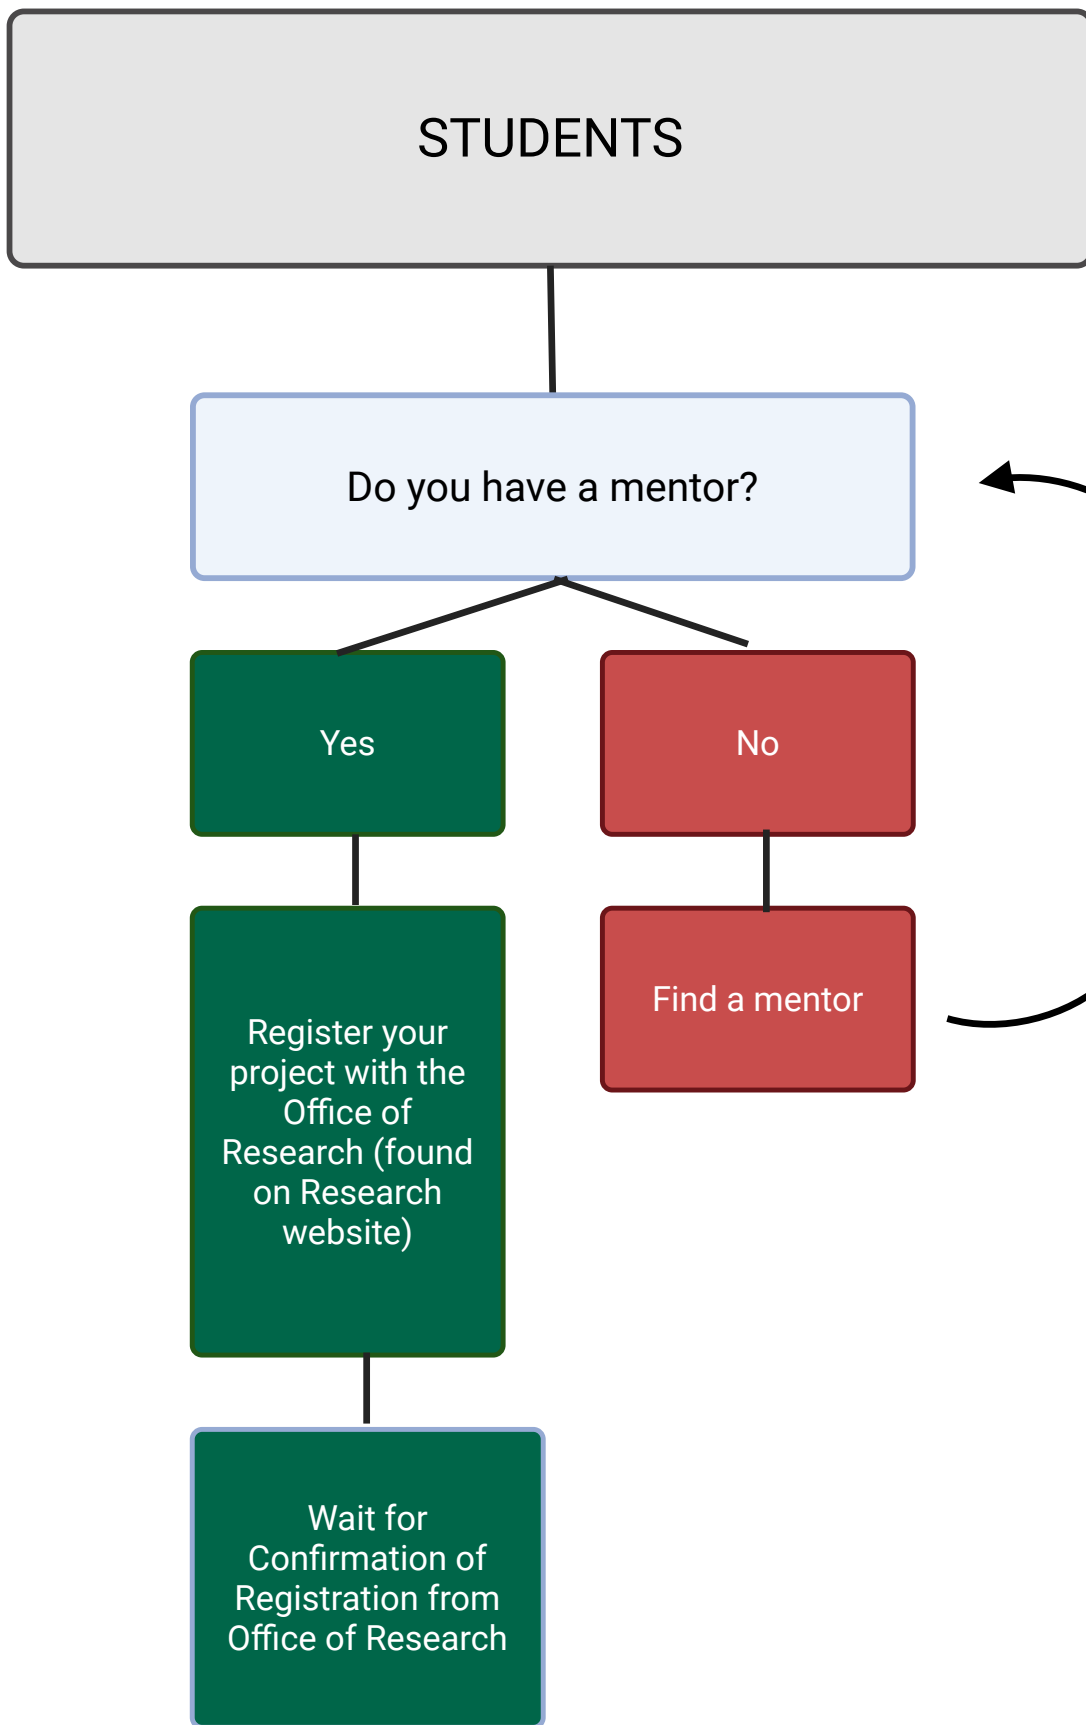 STUDENTS
Do you have a mentor?
Yes
No
Register your
project with the
Office of
Research (found
on Research
website)
Find a mentor
Wait for
Confirmation of
Registration from
Office of Research